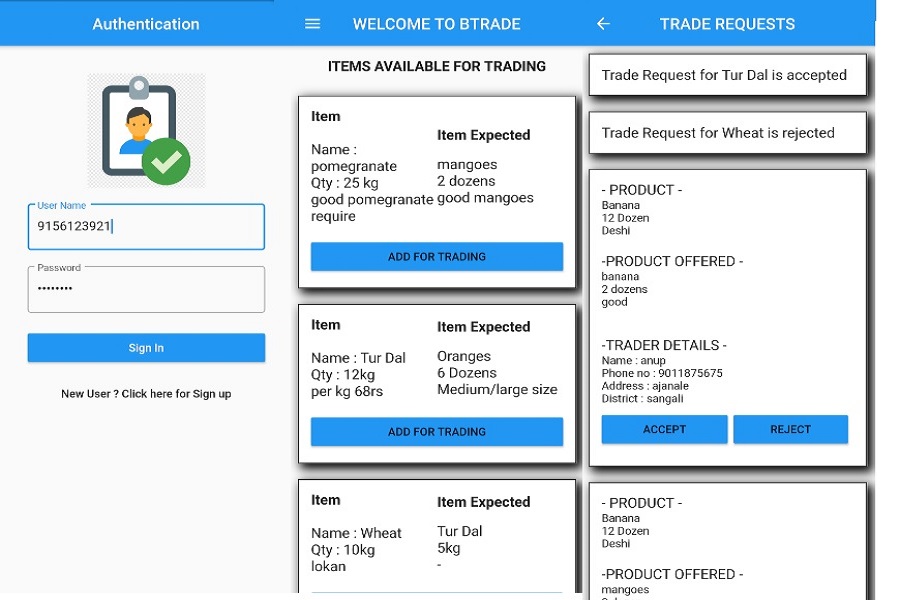 Authentication
User Name
9156123921
Password
••••••••
Sign In
New User ? Click here for Sign up
WELCOME TO BTRADE
ITEMS AVAILABLE FOR TRADING
Item
Name :
pomegranate
Qty : 25 kg
good pomegranate
require
Item Expected
mangoes
2 dozens
good mangoes
ADD FOR TRADING
Item
Name : Tur Dal
Qty : 12kg
per kg 68rs
Item Expected
Oranges
6 Dozens
Medium/large size
ADD FOR TRADING
Item
Name : Wheat
Qty : 10kg
lokan
Item Expected
Tur Dal
5kg
-
TRADE REQUESTS
Trade Request for Tur Dal is accepted
Trade Request for Wheat is rejected
- PRODUCT -
Banana
12 Dozen
Deshi
-PRODUCT OFFERED -
banana
2 dozens
good
-TRADER DETAILS -
Name : anup
Phone no : 9011875675
Address : ajanale
District : sangali
ACCEPT
REJECT
- PRODUCT -
Banana
12 Dozen
Deshi
-PRODUCT OFFERED -
mangoes